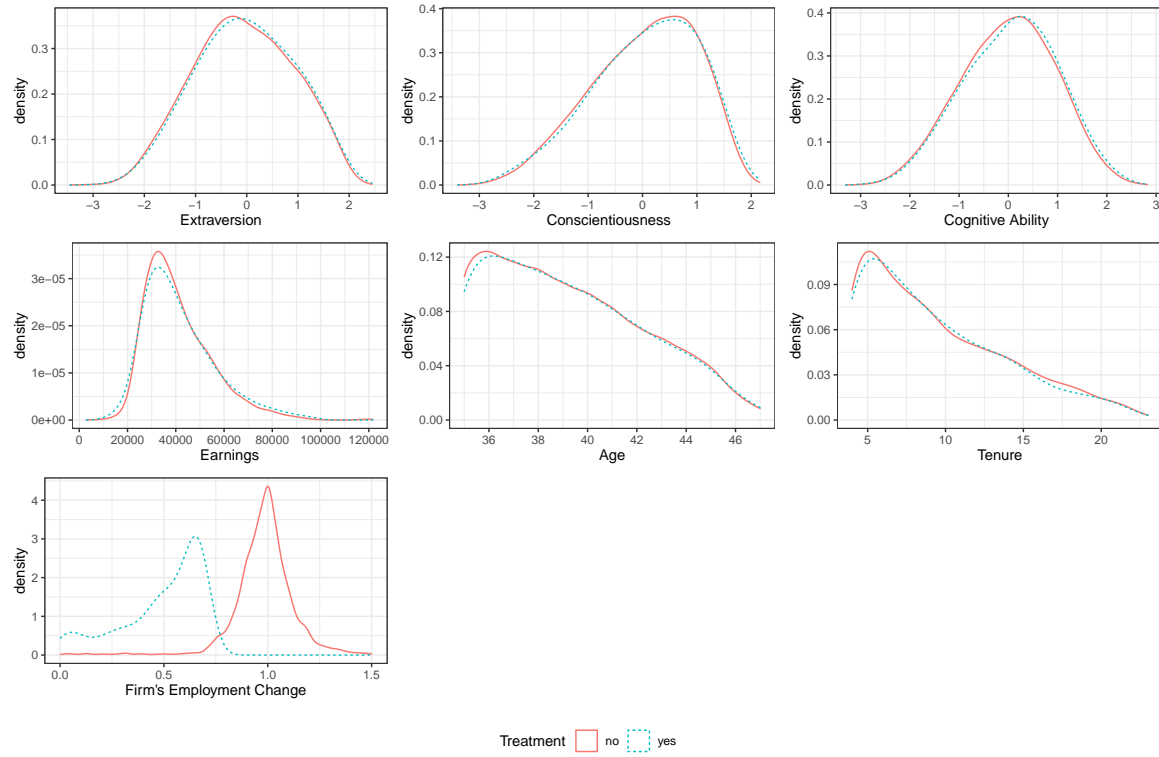 density
0.0
0.1
0.2
0.3
−3 −2 −1 0 1 2
Extraversion
density
0.0
0.1
0.2
0.3
0.4
−3 −2 −1 0 1 2
Conscientiousness
density
0.0
0.1
0.2
0.3
0.4
−3 −2 −1 0 1 2 3
Cognitive Ability
density
0e+00
1e−05
2e−05
3e−05
0 20000 40000 60000 80000 100000 120000
Earnings
density
0.00
0.04
0.08
0.12
36 38 40 42 44 46
Age
density
0.00
0.03
0.06
0.09
5 10 15 20
Tenure
density
0
1
2
3
4
0.0 0.5 1.0 1.5
Firm's Employment Change
Treatment no yes